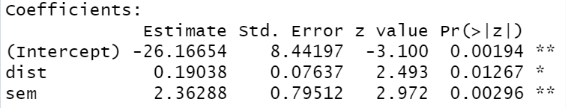 Coefficients:
Estimate Std. Error z value Pr(>|z|)
(Intercept) -26.16654 8.44197 -3.100 0.00194 **
dist 0.19038 0.07637 2.493 0.01267 *
sem 2.36288 0.79512 2.972 0.00296 **